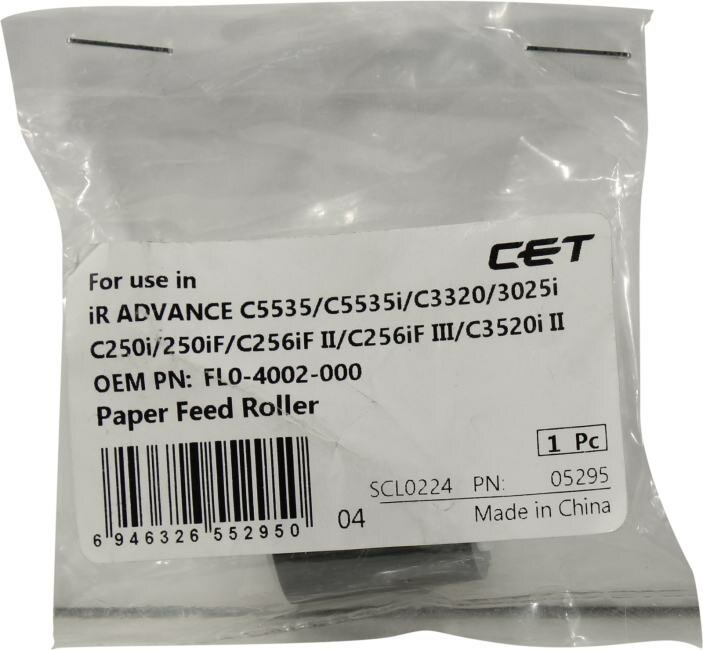 CET
For use in
iR ADVANCE C5535/C5535i/C3320/3025i
C250i/250iF/C256iF II/C256iF III/C3520i II
OEM PN: FL0-4002-000
Paper Feed Roller
1 Pc
SCL0224 PN: 05295
04 Made in China
6 946326 552950